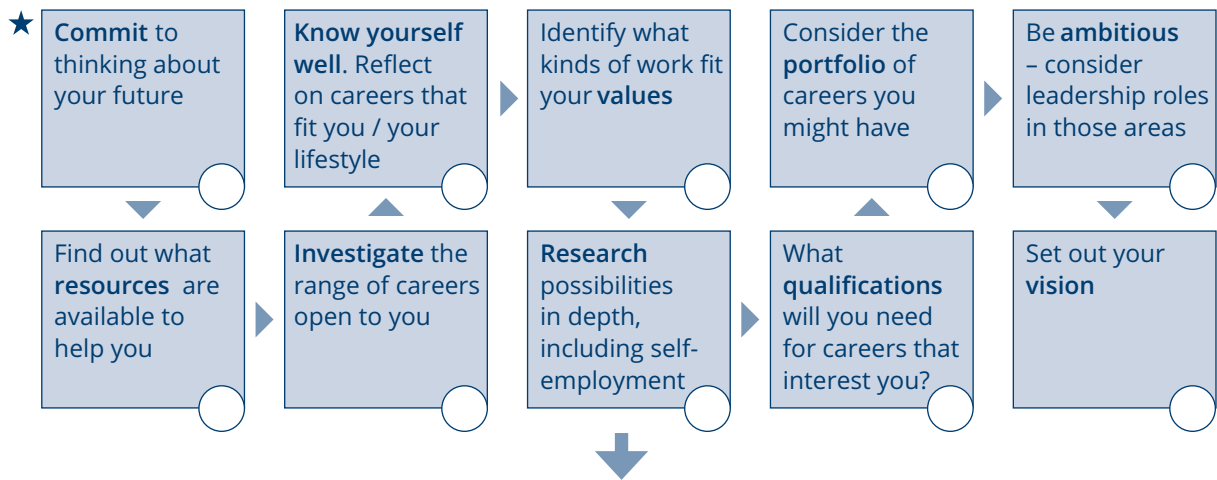 Commit to
thinking about
your future
Find out what
resources are
available to
help you
Investigate the
range of careers
open to you
Know yourself
well. Reflect
on careers that
fit you / your
lifestyle
Identify what
kinds of work fit
your values
Research
possibilities
in depth,
including self-
employment
What
qualifications
will you need
for careers that
interest you?
Consider the
portfolio of
careers you
might have
Be ambitious
– consider
leadership roles
in those areas
Set out your
vision